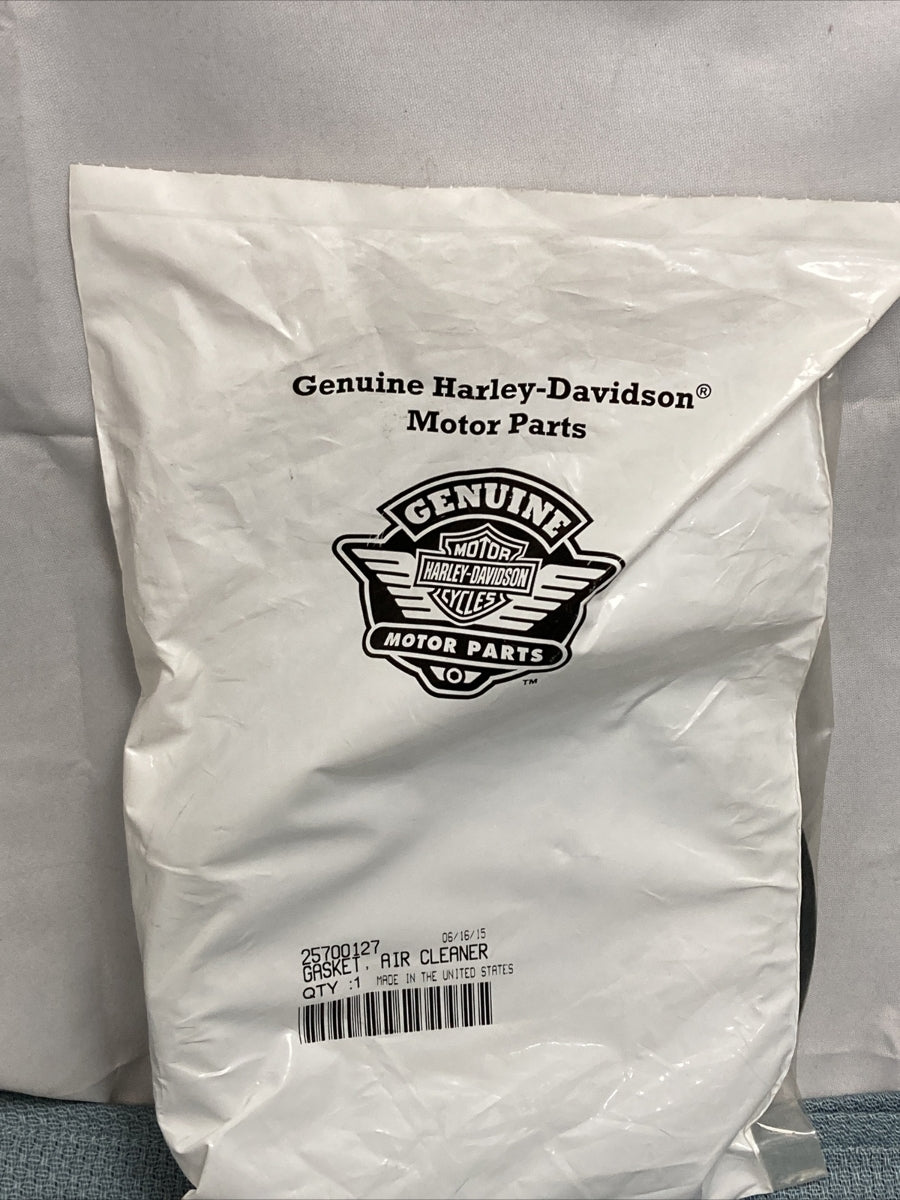 Genuine Harley-Davidson®
Motor Parts
GENUINE
MOTOR
HARLEY-DAVIDSON
CYCLES
MOTOR PARTS
TM
25700127 06/16/15
GASKET, AIR CLEANER
QTY :1 MADE IN THE UNITED STATES